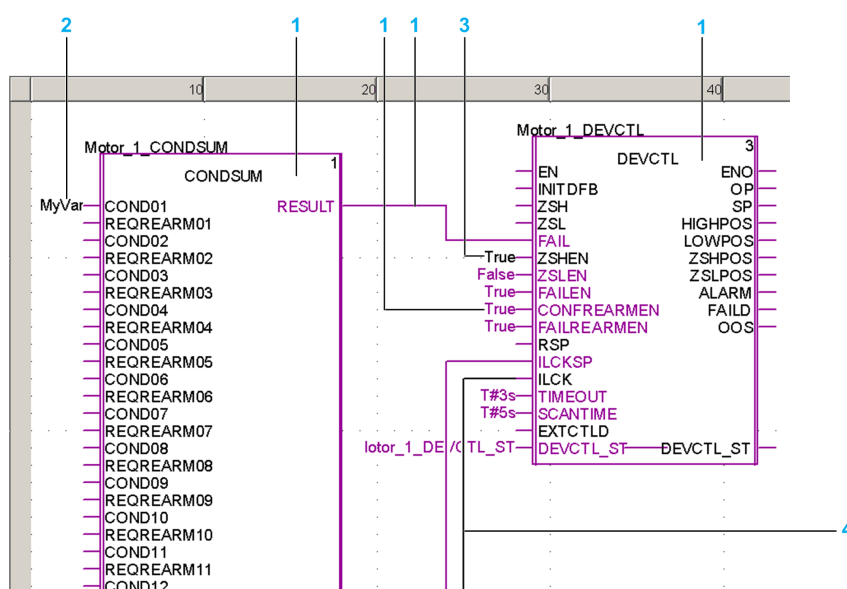 2 1 1 1 3 1
10 20 30 40
Motor_1_CONDSUM
1
CONDSUM
MyVar COND01 RESULT
REQREARM01
COND02
REQREARM02
COND03
REQREARM03
COND04
REQREARM04
COND05
REQREARM05
COND06
REQREARM06
COND07
REQREARM07
COND08
REQREARM08
COND09
REQREARM09
COND10
REQREARM10
COND11
REQREARM11
COND12
Motor_1_DEVCTL
3
DEVCTL
EN ENO
INITDFB OP
ZSH SP
ZSL HIGHPOS
FAIL LOWPOS
True ZSHEN ZSHPOS
False ZSLEN ZSLPOS
True FAILEN ALARM
True CONFREARMEN FAILD
True FAILREARMEN OOS
RSP
ILCKSP
ILCK
T#3s TIMEOUT
T#5s SCANTIME
EXTCTLD
lotor_1_DEVCTL_ST DEVCTL_ST DEVCTL_ST
4